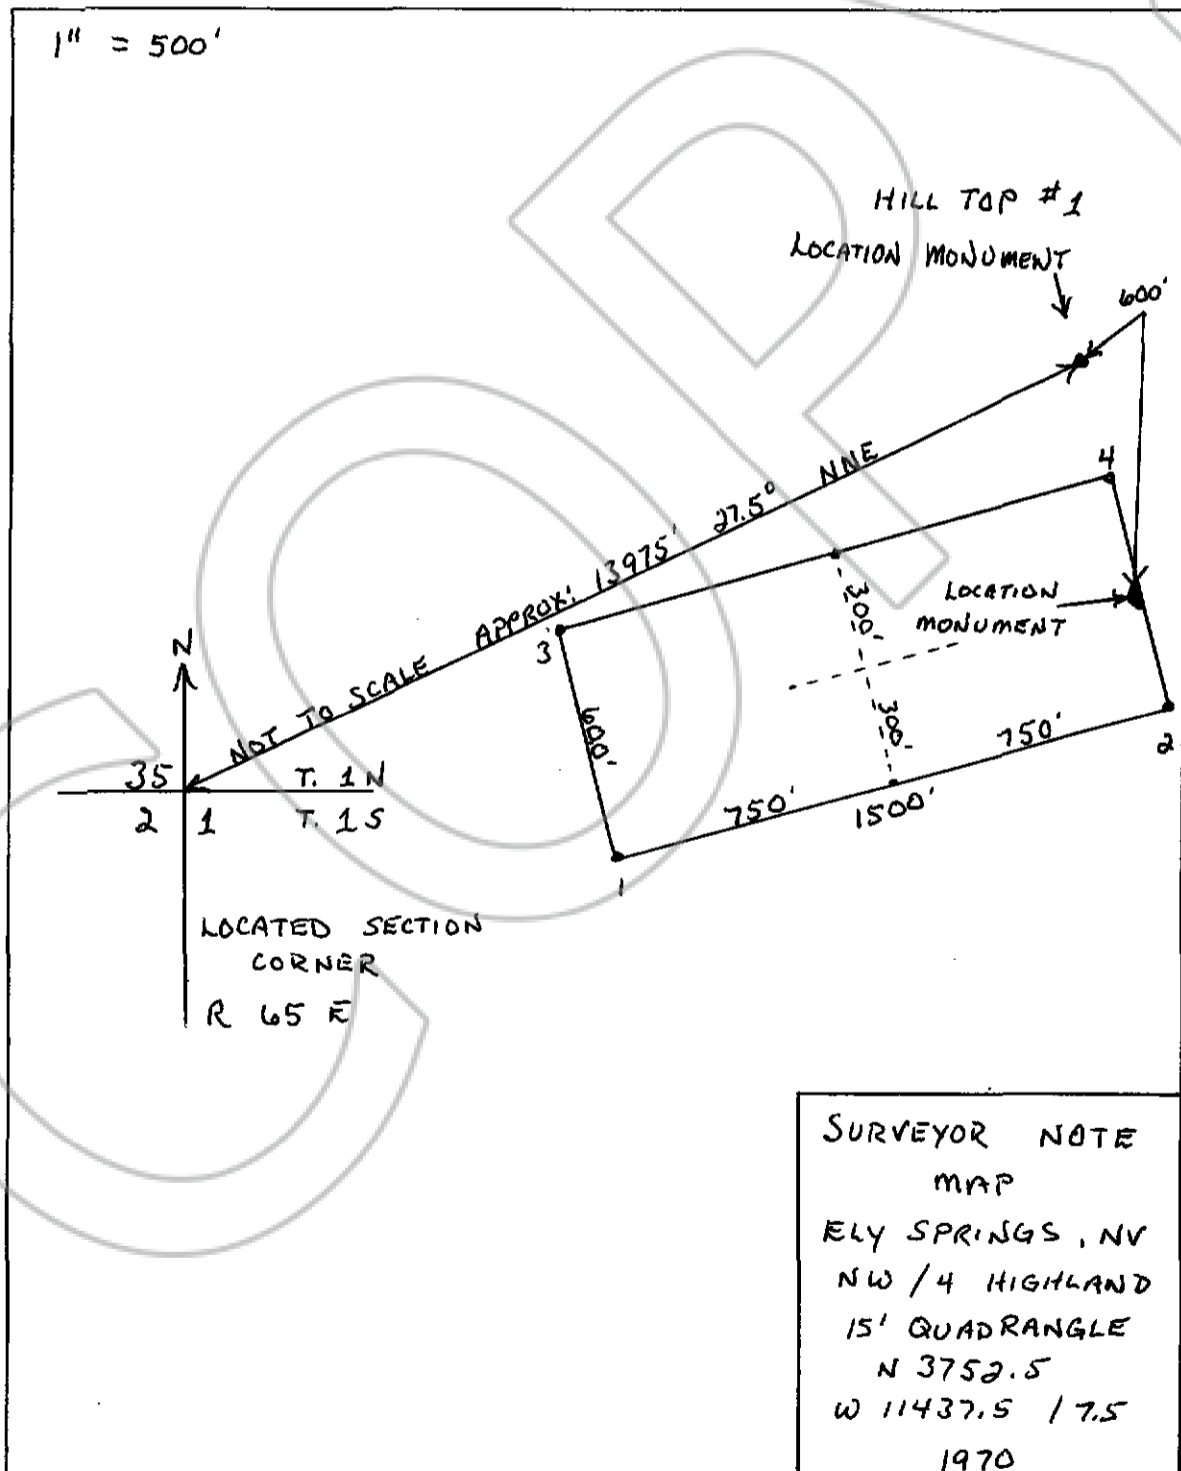 1" = 500'
HILL TOP #1
LOCATION MONUMENT
600'
NNE
27.5°
APPROX: 13975'
NOT TO SCALE
4
3
300'
LOCATION
MONUMENT
N
600'
300'
750'
2
35 T. 1 N
2 1 T. 1 S
750'
1500'
1
LOCATED SECTION
CORNER
R 65 E
SURVEYOR NOTE
MAP
ELY SPRINGS, NV
NW/4 HIGHLAND
15' QUADRANGLE
N 3752.5
W 11437.5 / 7.5
1970
COPY